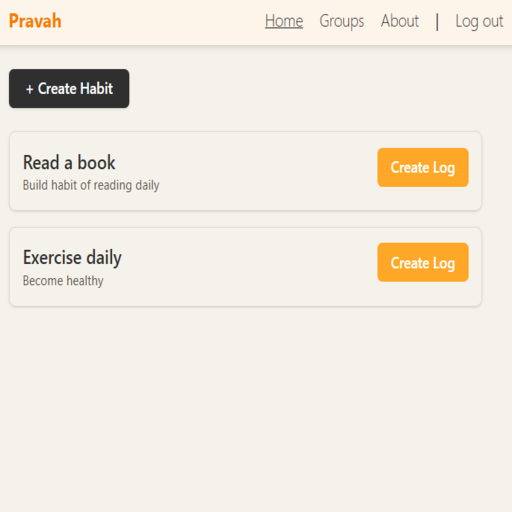 Pravah Home Groups About | Log out
+ Create Habit
Read a book
Build habit of reading daily
Create Log
Exercise daily
Become healthy
Create Log